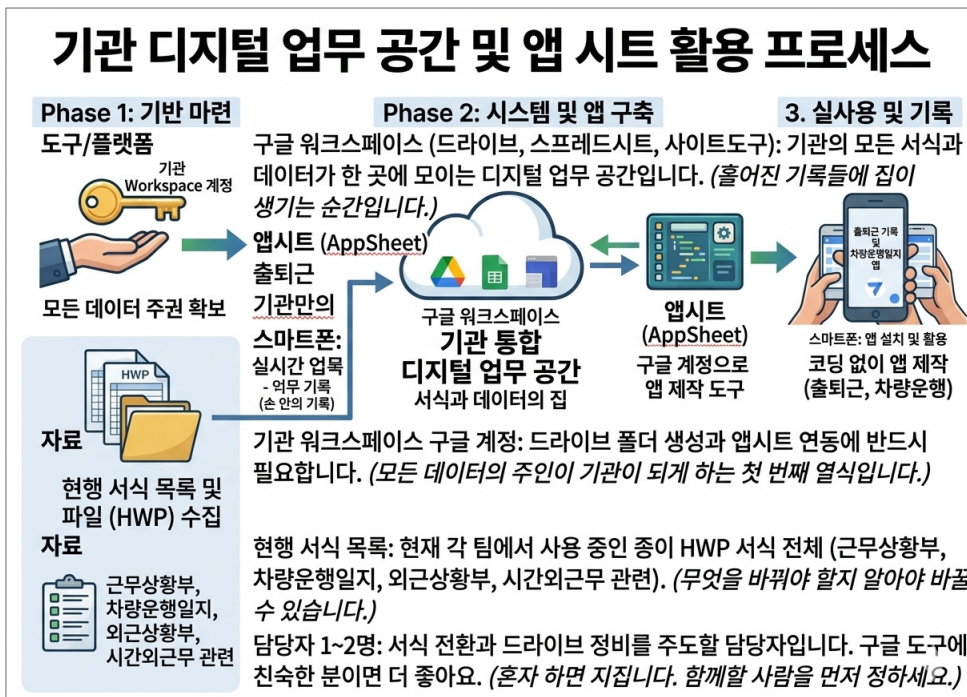 기관 디지털 업무 공간 및 앱 시트 활용 프로세스
Phase 1: 기반 마련
도구/플랫폼
기관
Workspace 계정
모든 데이터 주권 확보
HWP
자료
현행 서식 목록 및
파일 (HWP) 수집
자료
근무상황부,
차량운행일지,
외근상황부,
시간외근무 관련
Phase 2: 시스템 및 앱 구축
구글 워크스페이스 (드라이브, 스프레드시트, 사이트도구): 기관의 모든 서식과
데이터가 한 곳에 모이는 디지털 업무 공간입니다. (흩어진 기록들에 집이
생기는 순간입니다.)
앱시트 (AppSheet)
출퇴근
기관만의
스마트폰:
실시간 업목
- 억무 기록
(손 안의 기록)
구글 워크스페이스
기관 통합
디지털 업무 공간
서식과 데이터의 집
앱시트
(AppSheet)
구글 계정으로
앱 제작 도구
3. 실사용 및 기록
출퇴근 기록
및
차량운행일지
앱
스마트폰: 앱 설치 및 활용
코딩 없이 앱 제작
(출퇴근, 차량운행)
기관 워크스페이스 구글 계정: 드라이브 폴더 생성과 앱시트 연동에 반드시
필요합니다. (모든 데이터의 주인이 기관이 되게 하는 첫 번째 열식입니다.)
현행 서식 목록: 현재 각 팀에서 사용 중인 종이 HWP 서식 전체 (근무상황부,
차량운행일지, 외근상황부, 시간외근무 관련). (무엇을 바꿔야 할지 알아야 바꿀
수 있습니다.)
담당자 1~2명: 서식 전환과 드라이브 정비를 주도할 담당자입니다. 구글 도구에
친숙한 분이면 더 좋아요. (혼자 하면 지집니다. 함께할 사람을 먼저 정하세요.)